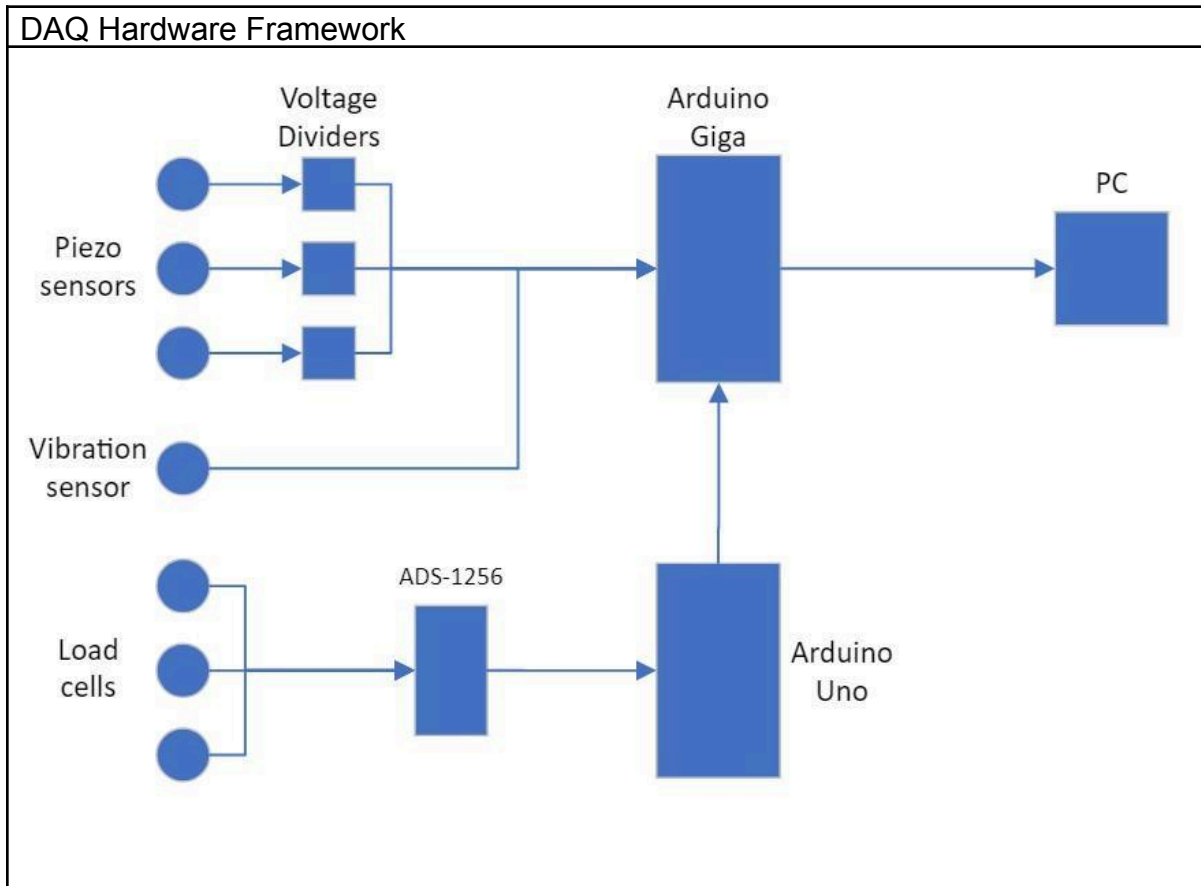 DAQ Hardware Framework
Voltage
Dividers
Arduino
Giga
PC
Piezo
sensors
Vibration
sensor
ADS-1256
Load
cells
Arduino
Uno